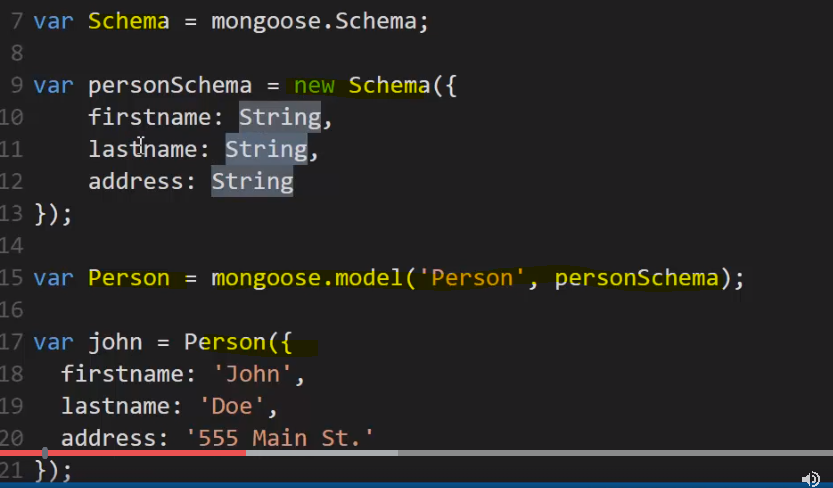 7 var Schema = mongoose.Schema;
8
9 var personSchema = new Schema({
10     firstname: String,
11     lastname: String,
12     address: String
13 });
14
15 var Person = mongoose.model('Person', personSchema);
16
17 var john = Person({
18   firstname: 'John',
19   lastname: 'Doe',
20   address: '555 Main St.'
21 });